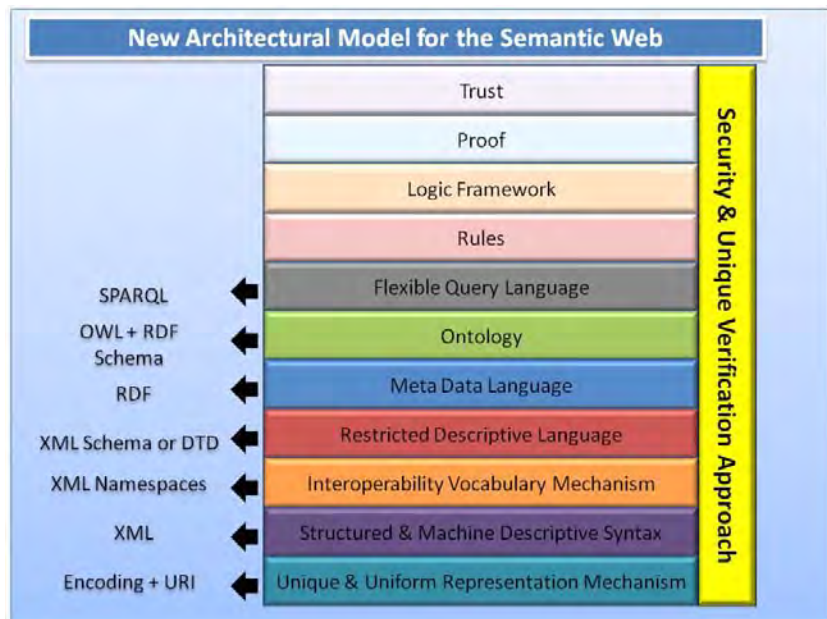 New Architectural Model for the Semantic Web
Trust
Proof
Logic Framework
Rules
SPARQL
Flexible Query Language
OWL + RDF
Schema
Ontology
RDF
Meta Data Language
XML Schema or DTD
Restricted Descriptive Language
XML Namespaces
Interoperability Vocabulary Mechanism
XML
Structured & Machine Descriptive Syntax
Encoding + URI
Unique & Uniform Representation Mechanism
Security & Unique Verification Approach